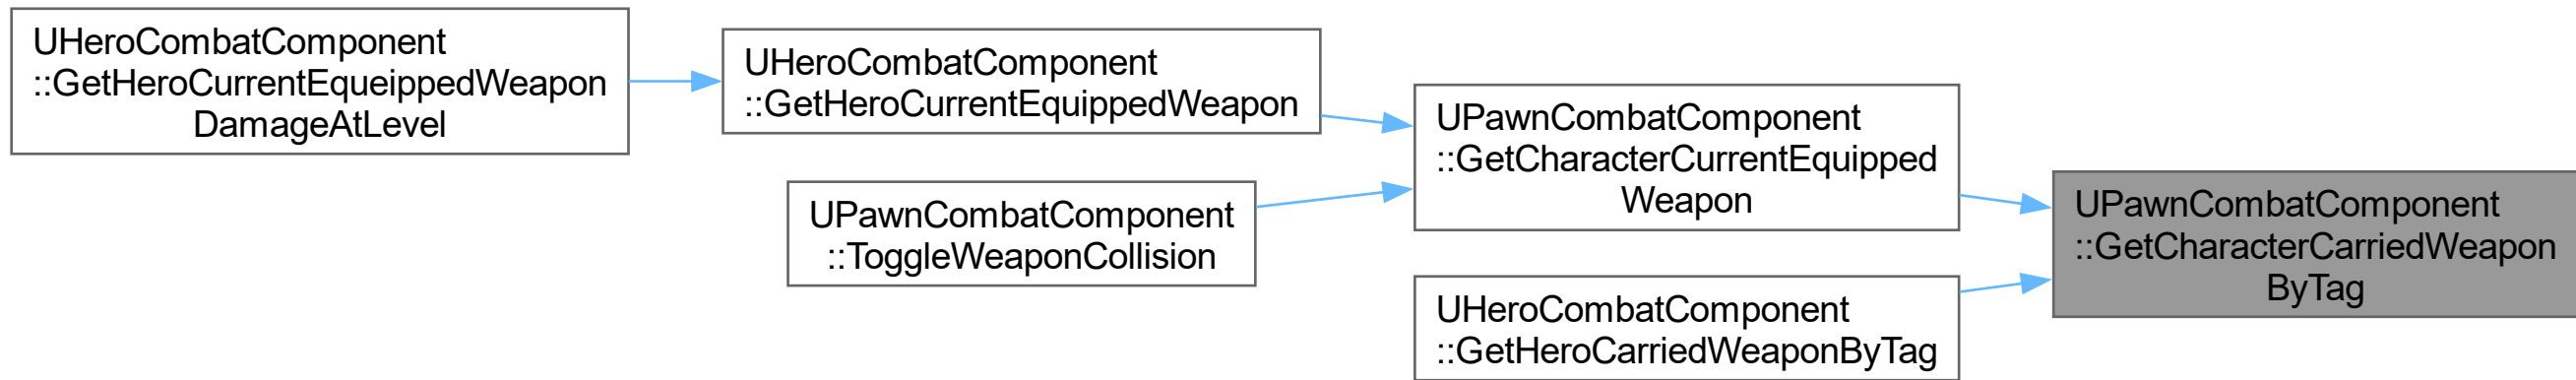 UHeroCombatComponent
::GetHeroCurrentEqueippedWeapon
DamageAtLevel
UHeroCombatComponent
::GetHeroCurrentEquippedWeapon
UPawnCombatComponent
::ToggleWeaponCollision
UPawnCombatComponent
::GetCharacterCurrentEquipped
Weapon
UHeroCombatComponent
::GetHeroCarriedWeaponByTag
UPawnCombatComponent
::GetCharacterCarriedWeapon
ByTag